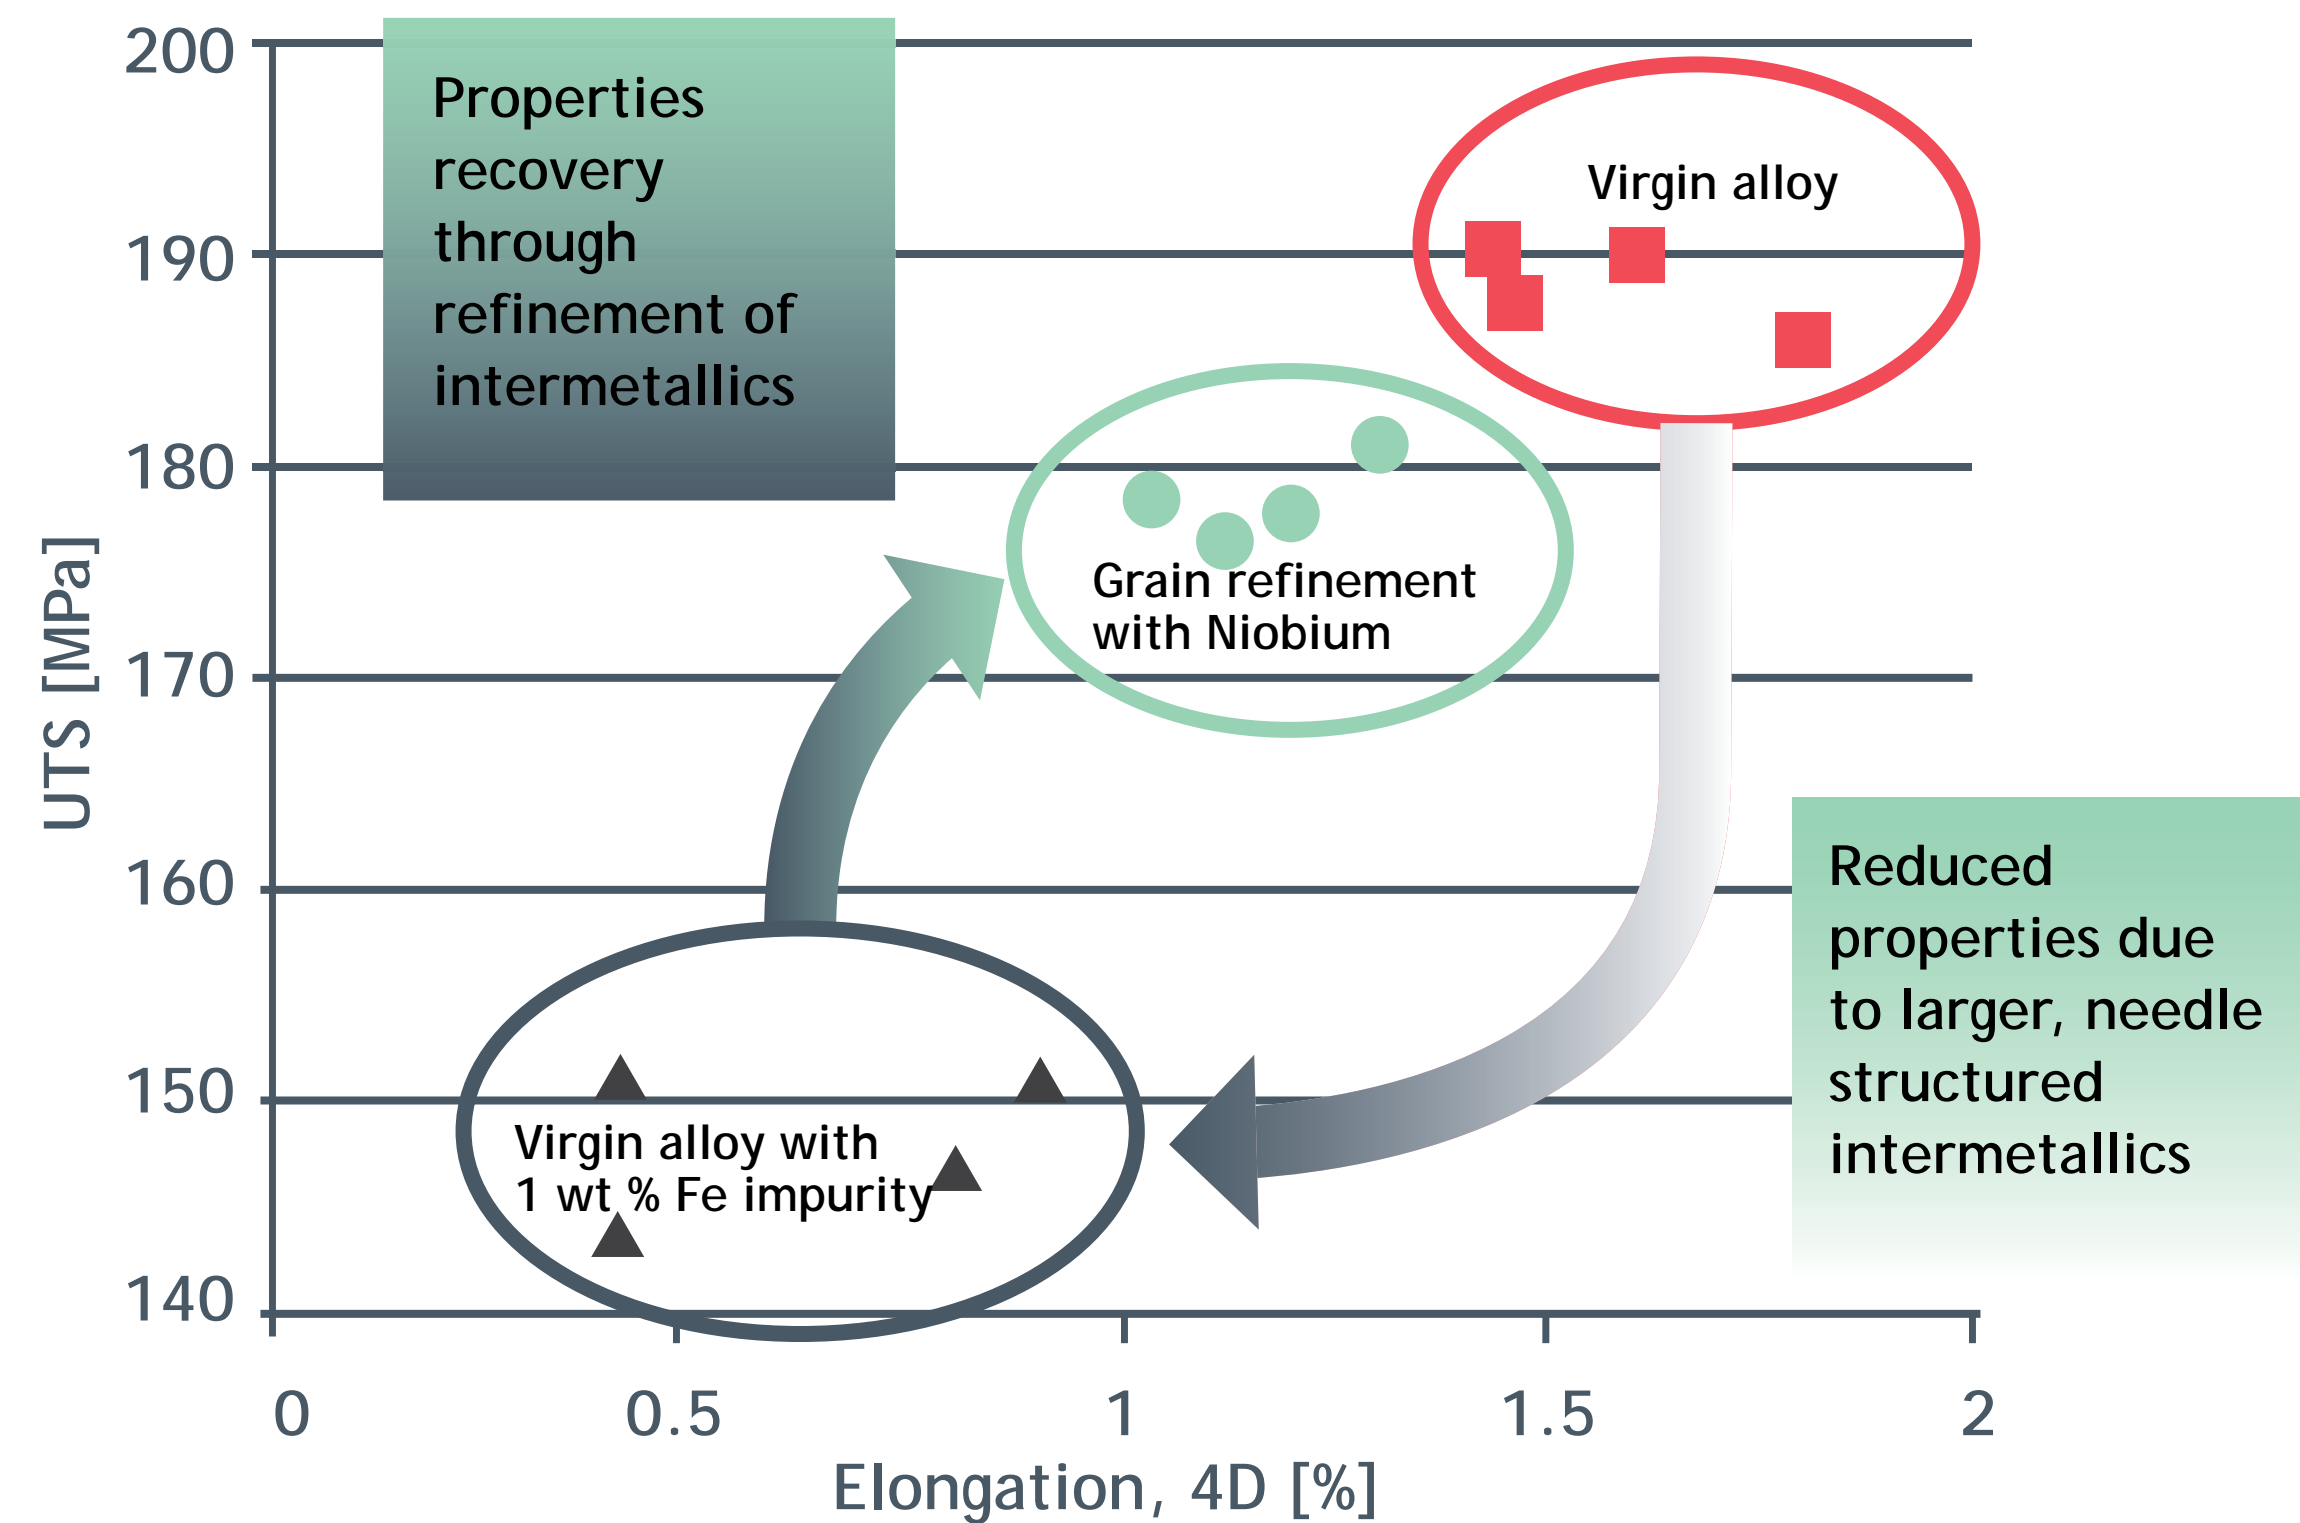 200
190
180
170
160
150
140
UTS [MPa]
Properties
recovery
through
refinement of
intermetallics
Virgin alloy
Grain refinement
with Niobium
Virgin alloy with
1 wt % Fe impurity
Reduced
properties due
to larger, needle
structured
intermetallics
0
0.5
1
1.5
2
Elongation, 4D [%]